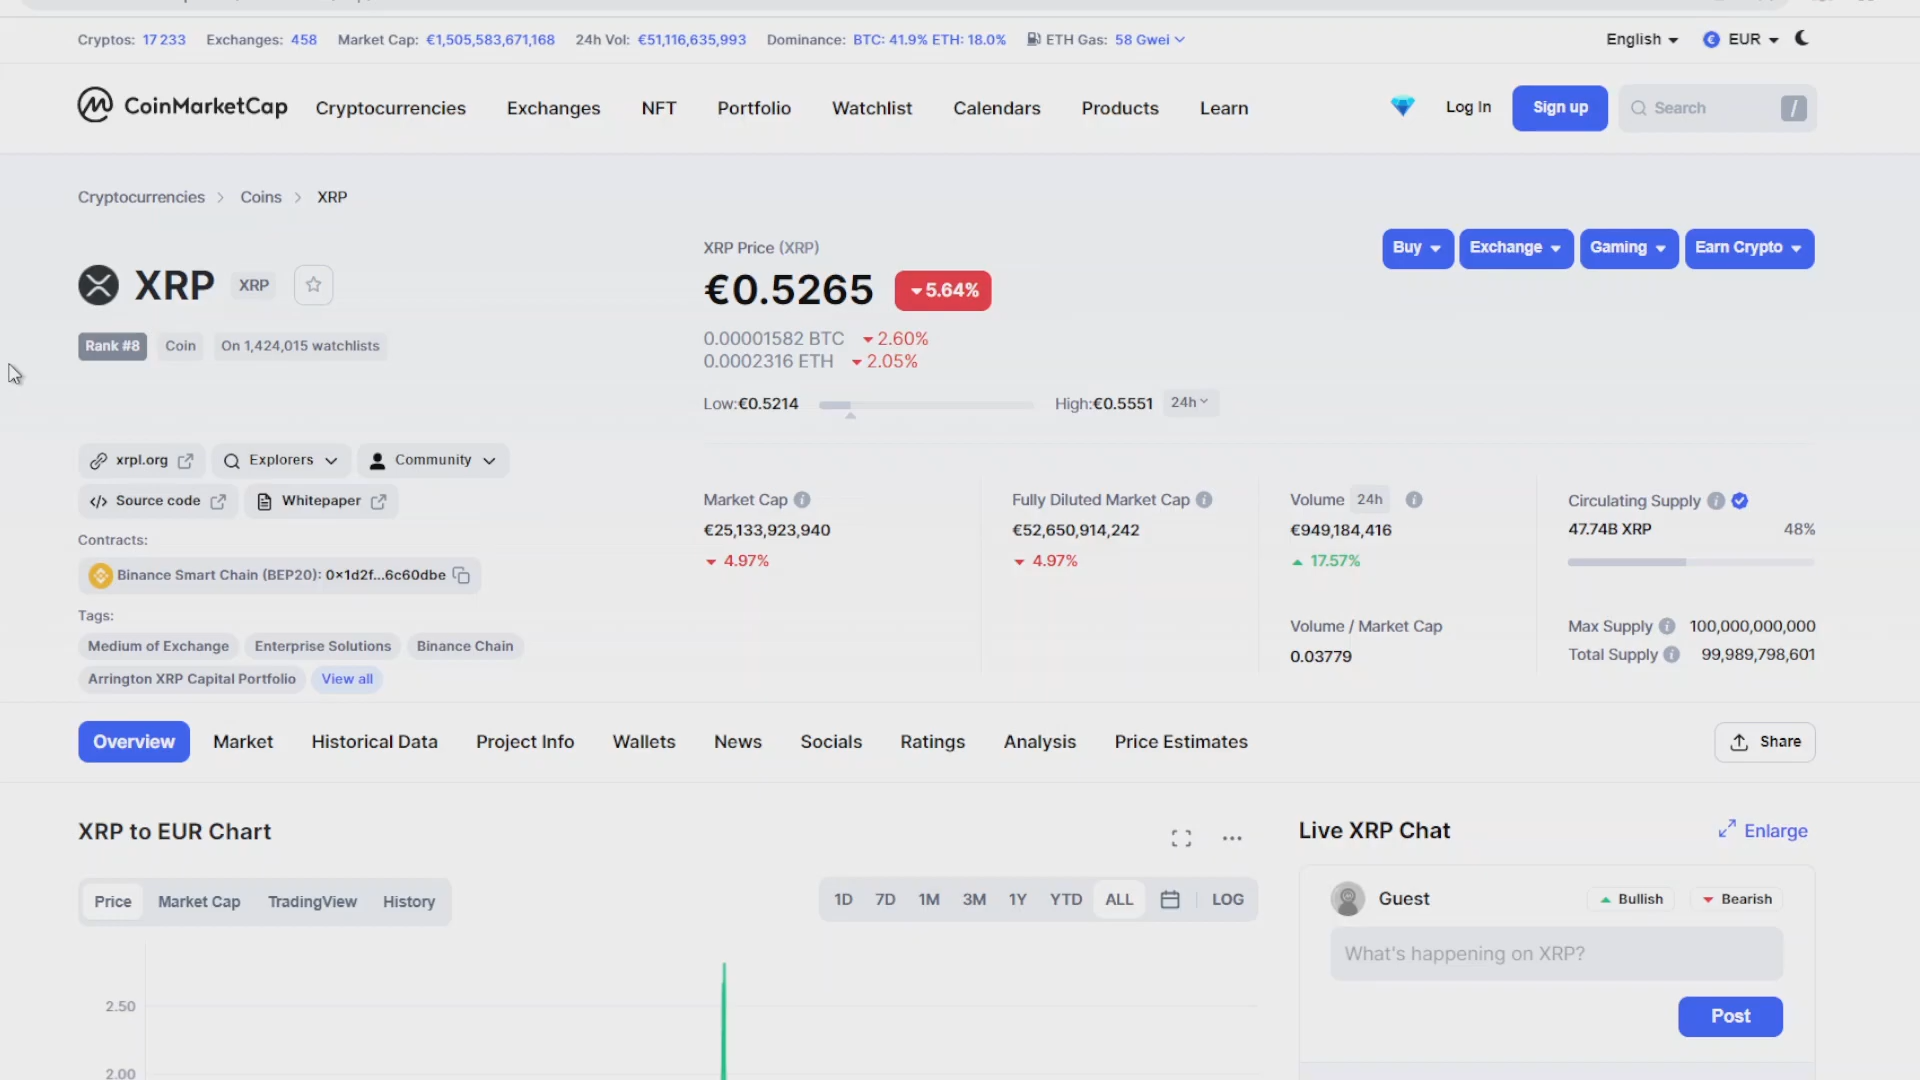 Cryptos: 17 233 Exchanges: 458 Market Cap: €1,505,583,671,168 24h Vol: €51,116,635,993 Dominance: BTC: 41.9% ETH: 18.0% ETH Gas: 58 Gwei English EUR
CoinMarketCap Cryptocurrencies Exchanges NFT Portfolio Watchlist Calendars Products Learn Log In Sign up Search /
Cryptocurrencies > Coins > XRP
XRP Price (XRP)
Buy Exchange Gaming Earn Crypto
XRP XRP
€0.5265 5.64%
Rank #8 Coin On 1,424,015 watchlists
0.00001582 BTC 2.60%
0.0002316 ETH 2.05%
Low:€0.5214 High:€0.5551 24h
xrpl.org Explorers Community
Source code Whitepaper
Contracts:
Binance Smart Chain (BEP20): 0x1d2f...6c60dbe
Tags:
Medium of Exchange Enterprise Solutions Binance Chain
Arrington XRP Capital Portfolio View all
Market Cap
€25,133,923,940
4.97%
Fully Diluted Market Cap
€52,650,914,242
4.97%
Volume 24h
€949,184,416
17.57%
Volume / Market Cap
0.03779
Circulating Supply
47.74B XRP 48%
Max Supply 100,000,000,000
Total Supply 99,989,798,601
Overview Market Historical Data Project Info Wallets News Socials Ratings Analysis Price Estimates Share
XRP to EUR Chart
Price Market Cap TradingView History
1D 7D 1M 3M 1Y YTD ALL LOG
2.50
2.00
Live XRP Chat Enlarge
Guest Bullish Bearish
What's happening on XRP?
Post